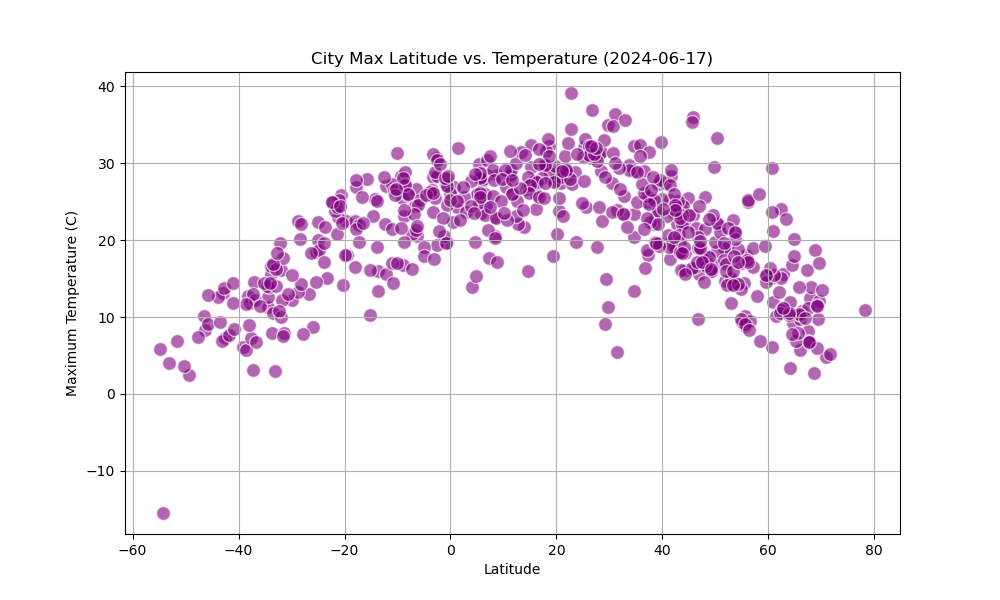 City Max Latitude vs. Temperature (2024-06-17)
Maximum Temperature (C)
40
30
20
10
0
−10
−60 −40 −20 0 20 40 60 80
Latitude